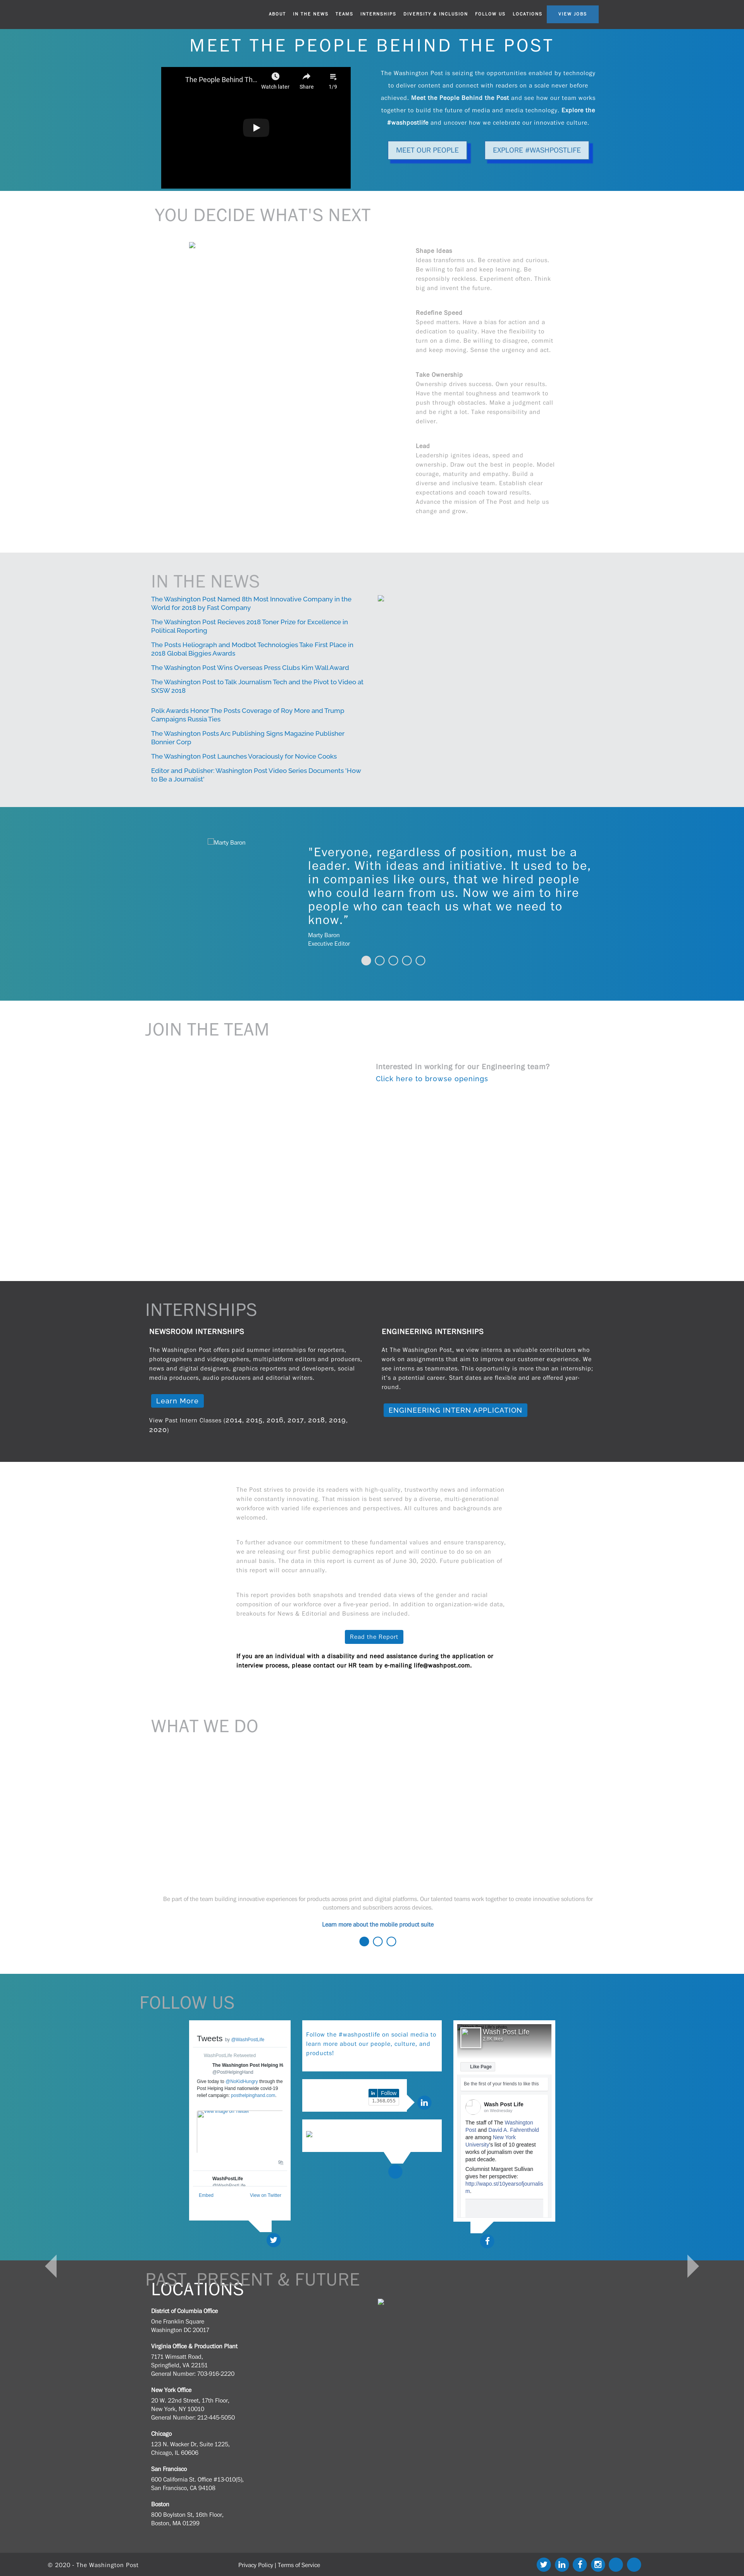 ABOUT IN THE NEWS TEAMS INTERNSHIPS DIVERSITY & INCLUSION FOLLOW US LOCATIONS VIEW JOBS
MEET THE PEOPLE BEHIND THE POST
The People Behind Th...
Watch later
Share
1/9
The Washington Post is seizing the opportunities enabled by technology
to deliver content and connect with readers on a scale never before
achieved. Meet the People Behind the Post and see how our team works
together to build the future of media and media technology. Explore the
#washpostlife and uncover how we celebrate our innovative culture.
MEET OUR PEOPLE
EXPLORE #WASHPOSTLIFE
YOU DECIDE WHAT'S NEXT
Shape Ideas
Ideas transforms us. Be creative and curious.
Be willing to fail and keep learning. Be
responsibly reckless. Experiment often. Think
big and invent the future.
Redefine Speed
Speed matters. Have a bias for action and a
dedication to quality. Have the flexibility to
turn on a dime. Be willing to disagree, commit
and keep moving. Sense the urgency and act.
Take Ownership
Ownership drives success. Own your results.
Have the mental toughness and teamwork to
push through obstacles. Make a judgment call
and be right a lot. Take responsibility and
deliver.
Lead
Leadership ignites ideas, speed and
ownership. Draw out the best in people. Model
courage, maturity and empathy. Build a
diverse and inclusive team. Establish clear
expectations and coach toward results.
Advance the mission of The Post and help us
change and grow.
IN THE NEWS
The Washington Post Named 8th Most Innovative Company in the
World for 2018 by Fast Company
The Washington Post Recieves 2018 Toner Prize for Excellence in
Political Reporting
The Posts Heliograph and Modbot Technologies Take First Place in
2018 Global Biggies Awards
The Washington Post Wins Overseas Press Clubs Kim Wall Award
The Washington Post to Talk Journalism Tech and the Pivot to Video at
SXSW 2018
Polk Awards Honor The Posts Coverage of Roy More and Trump
Campaigns Russia Ties
The Washington Posts Arc Publishing Signs Magazine Publisher
Bonnier Corp
The Washington Post Launches Voraciously for Novice Cooks
Editor and Publisher: Washington Post Video Series Documents 'How
to Be a Journalist'
Marty Baron
"Everyone, regardless of position, must be a
leader. With ideas and initiative. It used to be,
in companies like ours, that we hired people
who could learn from us. Now we aim to hire
people who can teach us what we need to
know."
Marty Baron
Executive Editor
JOIN THE TEAM
Interested in working for our Engineering team?
Click here to browse openings
INTERNSHIPS
NEWSROOM INTERNSHIPS
The Washington Post offers paid summer internships for reporters,
photographers and videographers, multiplatform editors and producers,
news and digital designers, graphics reporters and developers, social
media producers, audio producers and editorial writers.
Learn More
View Past Intern Classes (2014, 2015, 2016, 2017, 2018, 2019,
2020)
ENGINEERING INTERNSHIPS
At The Washington Post, we view interns as valuable contributors who
work on assignments that aim to improve our customer experience. We
see interns as teammates. This opportunity is more than an internship;
it's a potential career. Start dates are flexible and are offered year-
round.
ENGINEERING INTERN APPLICATION
The Post strives to provide its readers with high-quality, trustworthy news and information
while constantly innovating. That mission is best served by a diverse, multi-generational
workforce with varied life experiences and perspectives. All cultures and backgrounds are
welcomed.
To further advance our commitment to these fundamental values and ensure transparency,
we are releasing our first public demographics report and will continue to do so on an
annual basis. The data in this report is current as of June 30, 2020. Future publication of
this report will occur annually.
This report provides both snapshots and trended data views of the gender and racial
composition of our workforce over a five-year period. In addition to organization-wide data,
breakouts for News & Editorial and Business are included.
Read the Report
If you are an individual with a disability and need assistance during the application or
interview process, please contact our HR team by e-mailing life@washpost.com.
WHAT WE DO
Be part of the team building innovative experiences for products across print and digital platforms. Our talented teams work together to create innovative solutions for
customers and subscribers across devices.
Learn more about the mobile product suite
FOLLOW US
Tweets by @WashPostLife
WashPostLife Retweeted
The Washington Post Helping H
@PostHelpingHand
Give today to @NoKidHungry through the
Post Helping Hand nationwide covid-19
relief campaign: posthelpinghand.com.
View image on Twitter
WashPostLife
@WashPostLife
Embed
View on Twitter
Follow the #washpostlife on social media to
learn more about our people, culture, and
products!
in Follow
1,368,053
Wash Post Life
2.9K likes
Like Page
Be the first of your friends to like this
Wash Post Life
on Wednesday
The staff of The Washington
Post and David A. Fahrenthold
are among New York
University's list of 10 greatest
works of journalism over the
past decade.
Columnist Margaret Sullivan
gives her perspective:
http://wapo.st/10yearsofjournalis
m.
PAST, PRESENT & FUTURE
LOCATIONS
District of Columbia Office
One Franklin Square
Washington DC 20017
Virginia Office & Production Plant
7171 Wimsatt Road,
Springfield, VA 22151
General Number: 703-916-2220
New York Office
20 W. 22nd Street, 17th Floor,
New York, NY 10010
General Number: 212-445-5050
Chicago
123 N. Wacker Dr, Suite 1225,
Chicago, IL 60606
San Francisco
600 California St. Office #13-010(5),
San Francisco, CA 94108
Boston
800 Boylston St, 16th Floor,
Boston, MA 01299
© 2020 - The Washington Post
Privacy Policy | Terms of Service